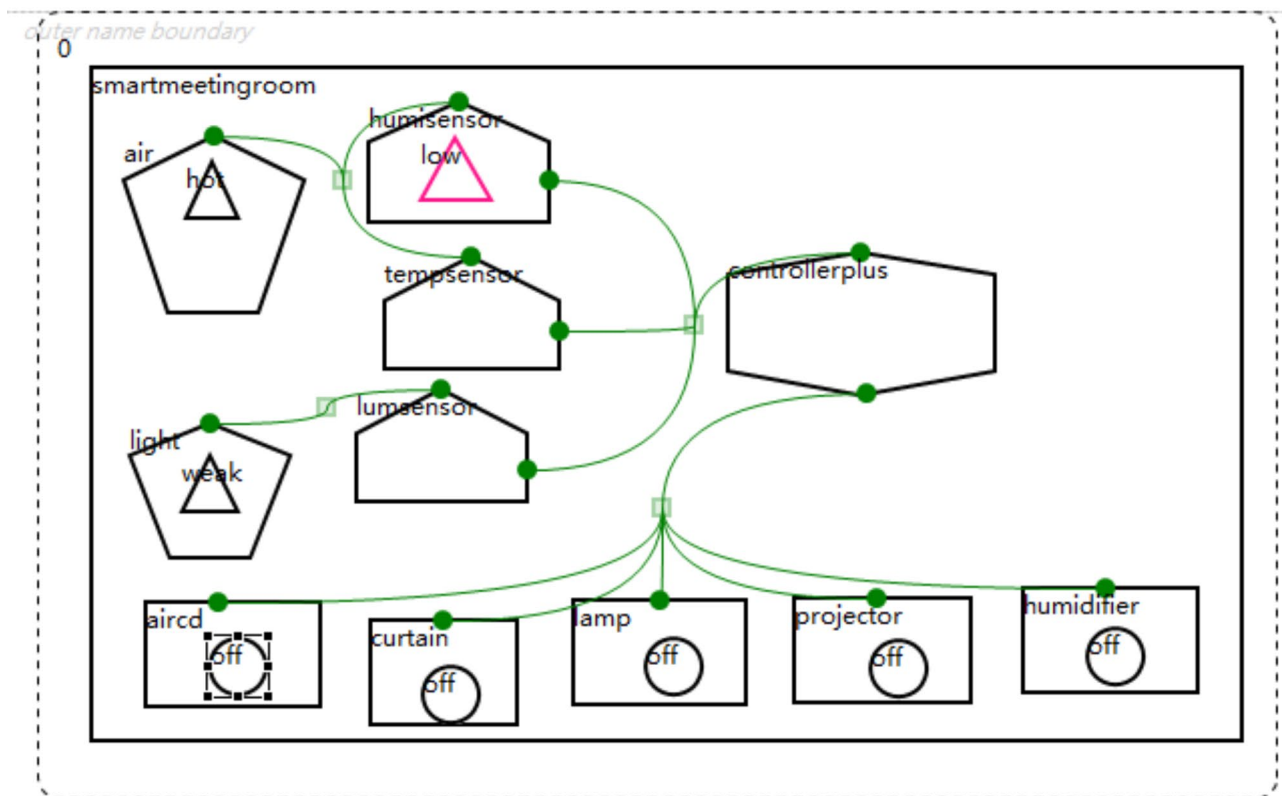 outer name boundary
0
smartmeetingroom
humisensor
air
low
hot
tempsensor
controllerplus
lumsensor
light
weak
aircd
curtain
lamp
projector
humidifier
off
off
off
off
off